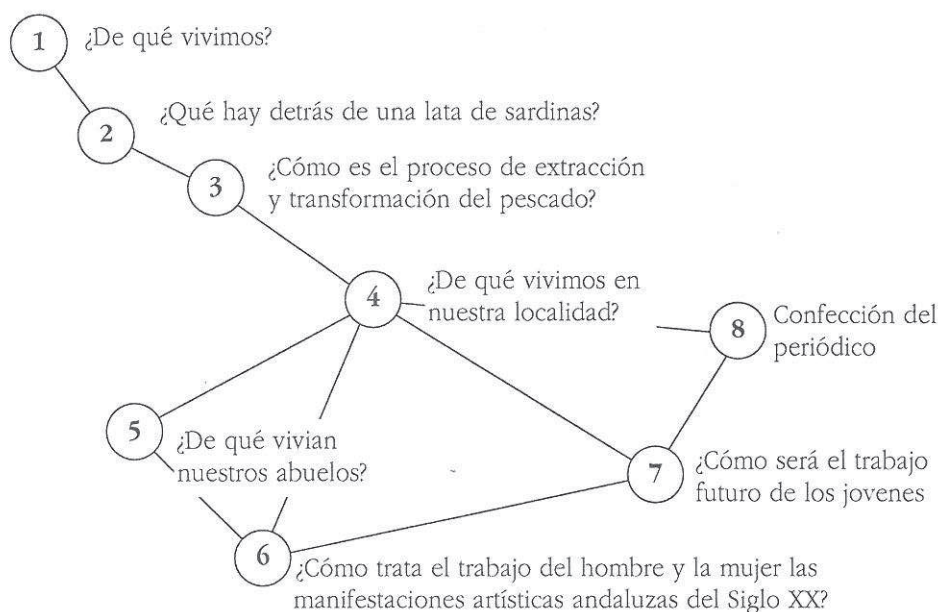 1
¿De qué vivimos?
2
¿Qué hay detrás de una lata de sardinas?
3
¿Cómo es el proceso de extracción
y transformación del pescado?
4
¿De qué vivimos en
nuestra localidad?
8
Confección del
periódico
5
¿De qué vivian
nuestros abuelos?
7
¿Cómo será el trabajo
futuro de los jovenes
6
¿Cómo trata el trabajo del hombre y la mujer las
manifestaciones artísticas andaluzas del Siglo XX?